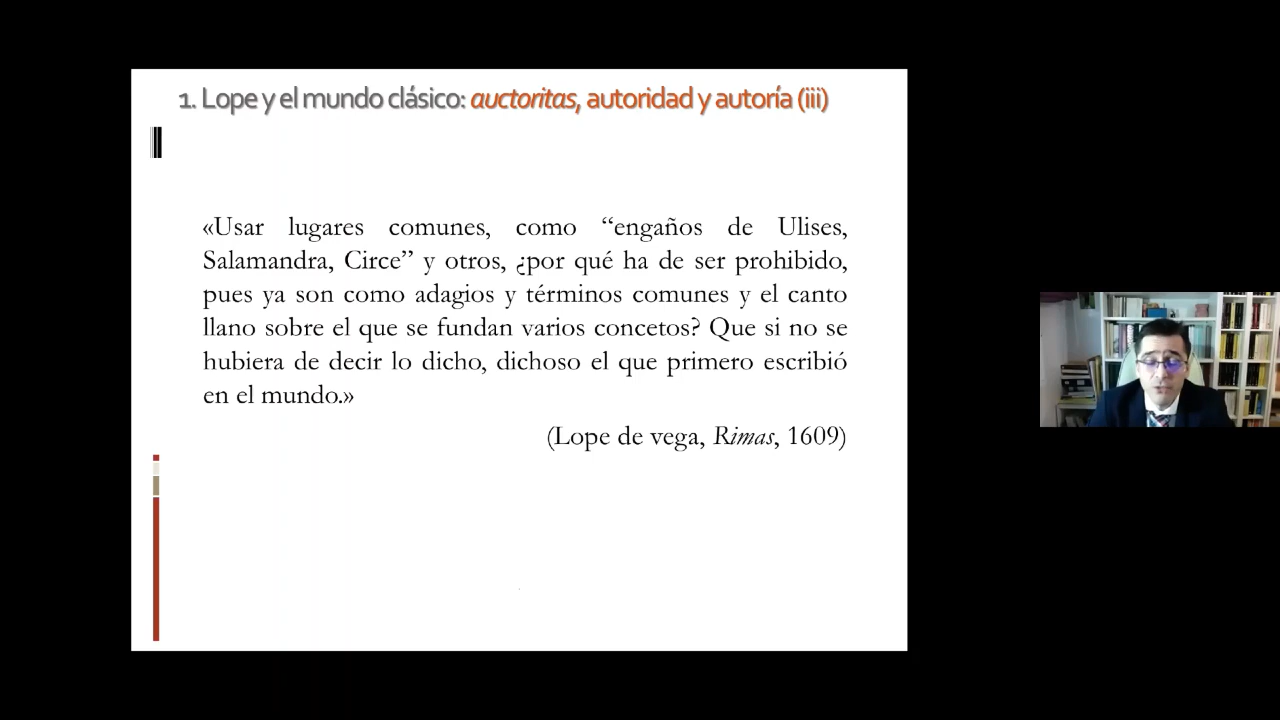 1. Lope y el mundo clásico: auctoritas, autoridad y autoría (iii)
«Usar lugares comunes, como “engaños de Ulises,
Salamandra, Circe” y otros, ¿por qué ha de ser prohibido,
pues ya son como adagios y términos comunes y el canto
llano sobre el que se fundan varios concetos? Que si no se
hubiera de decir lo dicho, dichoso el que primero escribió
en el mundo.»
(Lope de vega, Rimas, 1609)